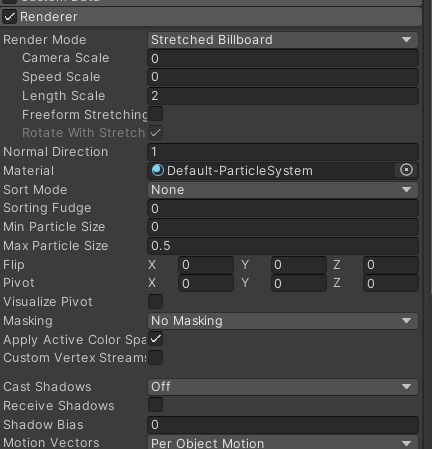 Custom Data
Renderer
Render Mode Stretched Billboard
Camera Scale 0
Speed Scale 0
Length Scale 2
Freeform Stretching
Rotate With Stretch
Normal Direction 1
Material Default-ParticleSystem
Sort Mode None
Sorting Fudge 0
Min Particle Size 0
Max Particle Size 0.5
Flip X 0 Y 0 Z 0
Pivot X 0 Y 0 Z 0
Visualize Pivot
Masking No Masking
Apply Active Color Spa
Custom Vertex Streams
Cast Shadows Off
Receive Shadows
Shadow Bias 0
Motion Vectors Per Object Motion